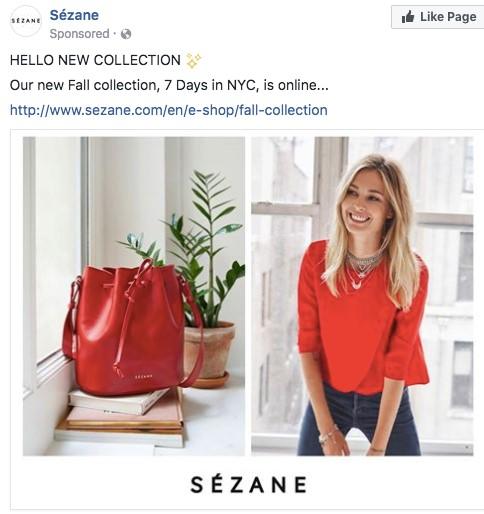 SÉZANE
Sézane
Like Page
Sponsored ·
HELLO NEW COLLECTION ✨
Our new Fall collection, 7 Days in NYC, is online...
http://www.sezane.com/en/e-shop/fall-collection
SÉZANE
SÉZANE